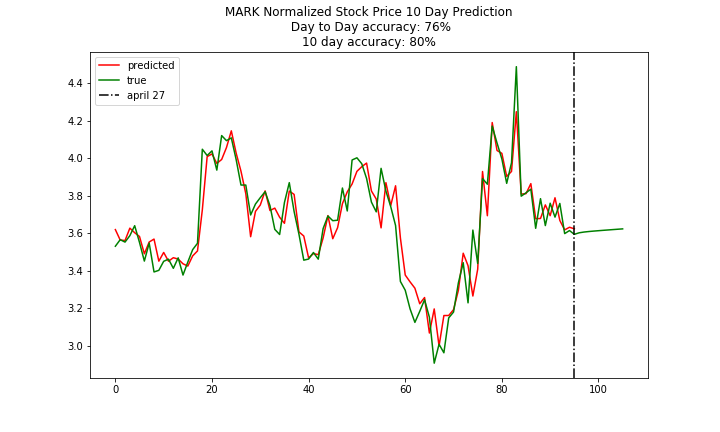 MARK Normalized Stock Price 10 Day Prediction
Day to Day accuracy: 76%
10 day accuracy: 80%
predicted
true
april 27
4.4
4.2
4.0
3.8
3.6
3.4
3.2
3.0
0 20 40 60 80 100